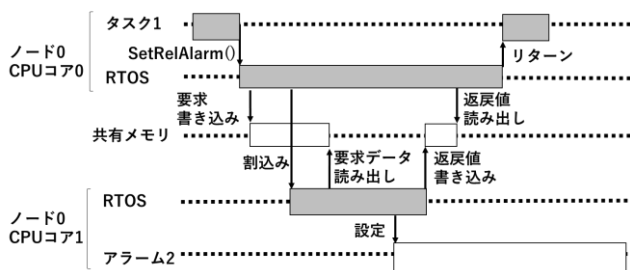 タスク1
ノード0
CPUコア0
SetRelAlarm()
リターン
RTOS
要求
書き込み
返戻値
読み出し
共有メモリ
割込み
要求データ
読み出し
返戻値
書き込み
RTOS
ノード0
CPUコア1
設定
アラーム2